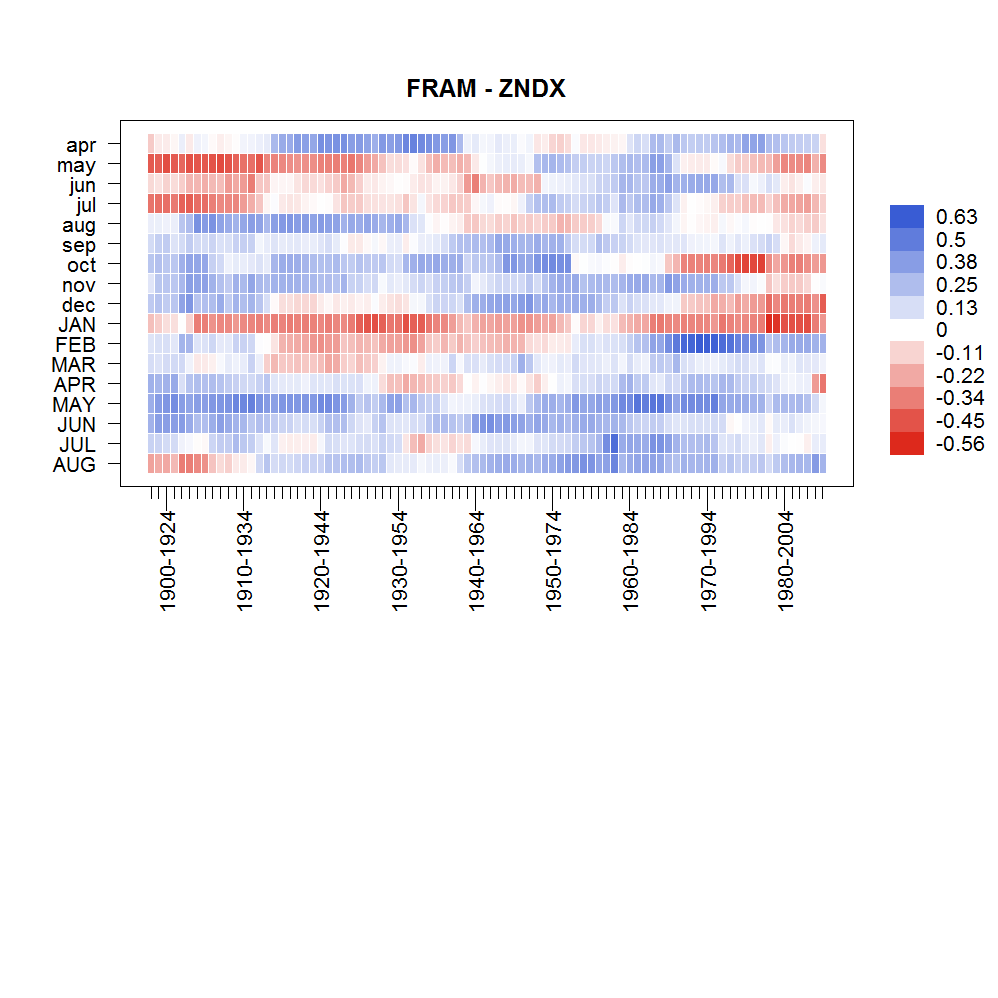 FRAM - ZNDX
apr
may
jun
jul
aug
sep
oct
nov
dec
JAN
FEB
MAR
APR
MAY
JUN
JUL
AUG
0.63
0.5
0.38
0.25
0.13
0
-0.11
-0.22
-0.34
-0.45
-0.56
1900-1924
1910-1934
1920-1944
1930-1954
1940-1964
1950-1974
1960-1984
1970-1994
1980-2004